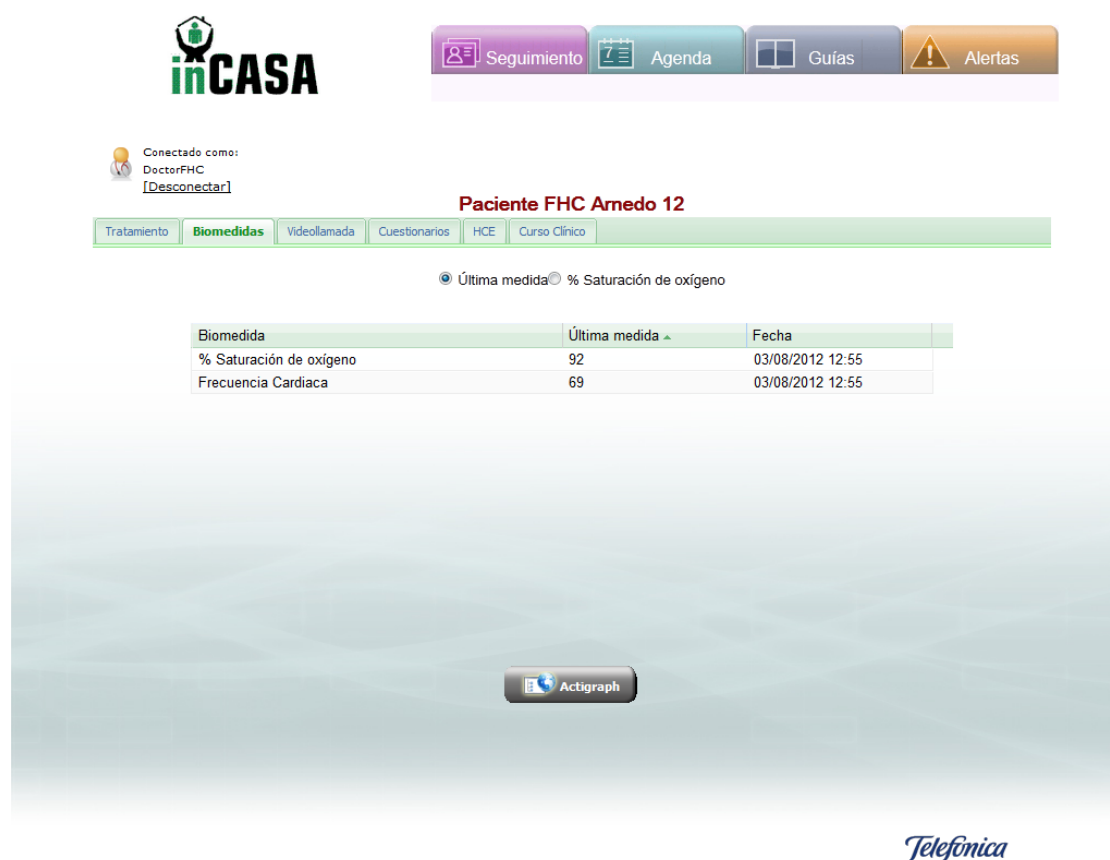 inCASA
Seguimiento 7 Agenda Guías Alertas
Conectado como:
DoctorFHC
[Desconectar]
Paciente FHC Arnedo 12
Tratamiento Biomedidas Videollamada Cuestionarios HCE Curso Clínico
Última medida % Saturación de oxígeno
Biomedida Última medida Fecha
% Saturación de oxígeno 92 03/08/2012 12:55
Frecuencia Cardiaca 69 03/08/2012 12:55
Actigraph
Telefónica